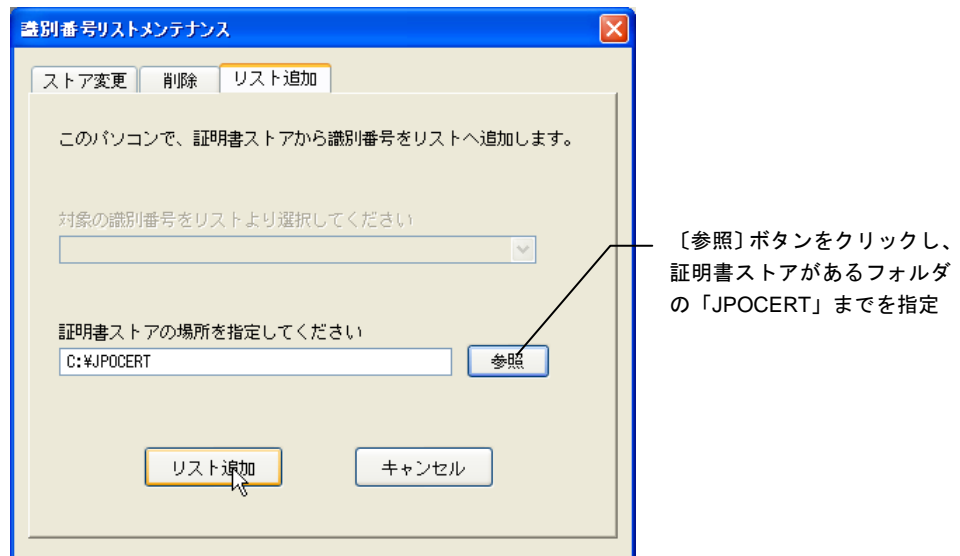 識別番号リストメンテナンス
ストア変更 削除 リスト追加
このパソコンで、証明書ストアから識別番号をリストへ追加します。
対象の識別番号をリストより選択してください
証明書ストアの場所を指定してください
C:¥JPOCERT
参照
リスト追加 キャンセル
〔参照〕ボタンをクリックし、
証明書ストアがあるフォルダ
の「JPOCERT」までを指定